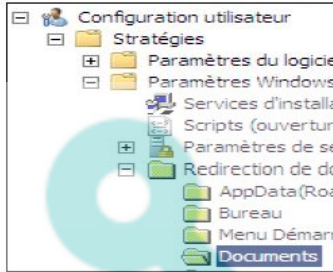 Configuration utilisateur
Stratégies
Paramètres du logicie
Paramètres Windows
Services d'installa
Scripts (ouvertur
Paramètres de sé
Redirection de do
AppData(Roa
Bureau
Menu Démarr
Documents